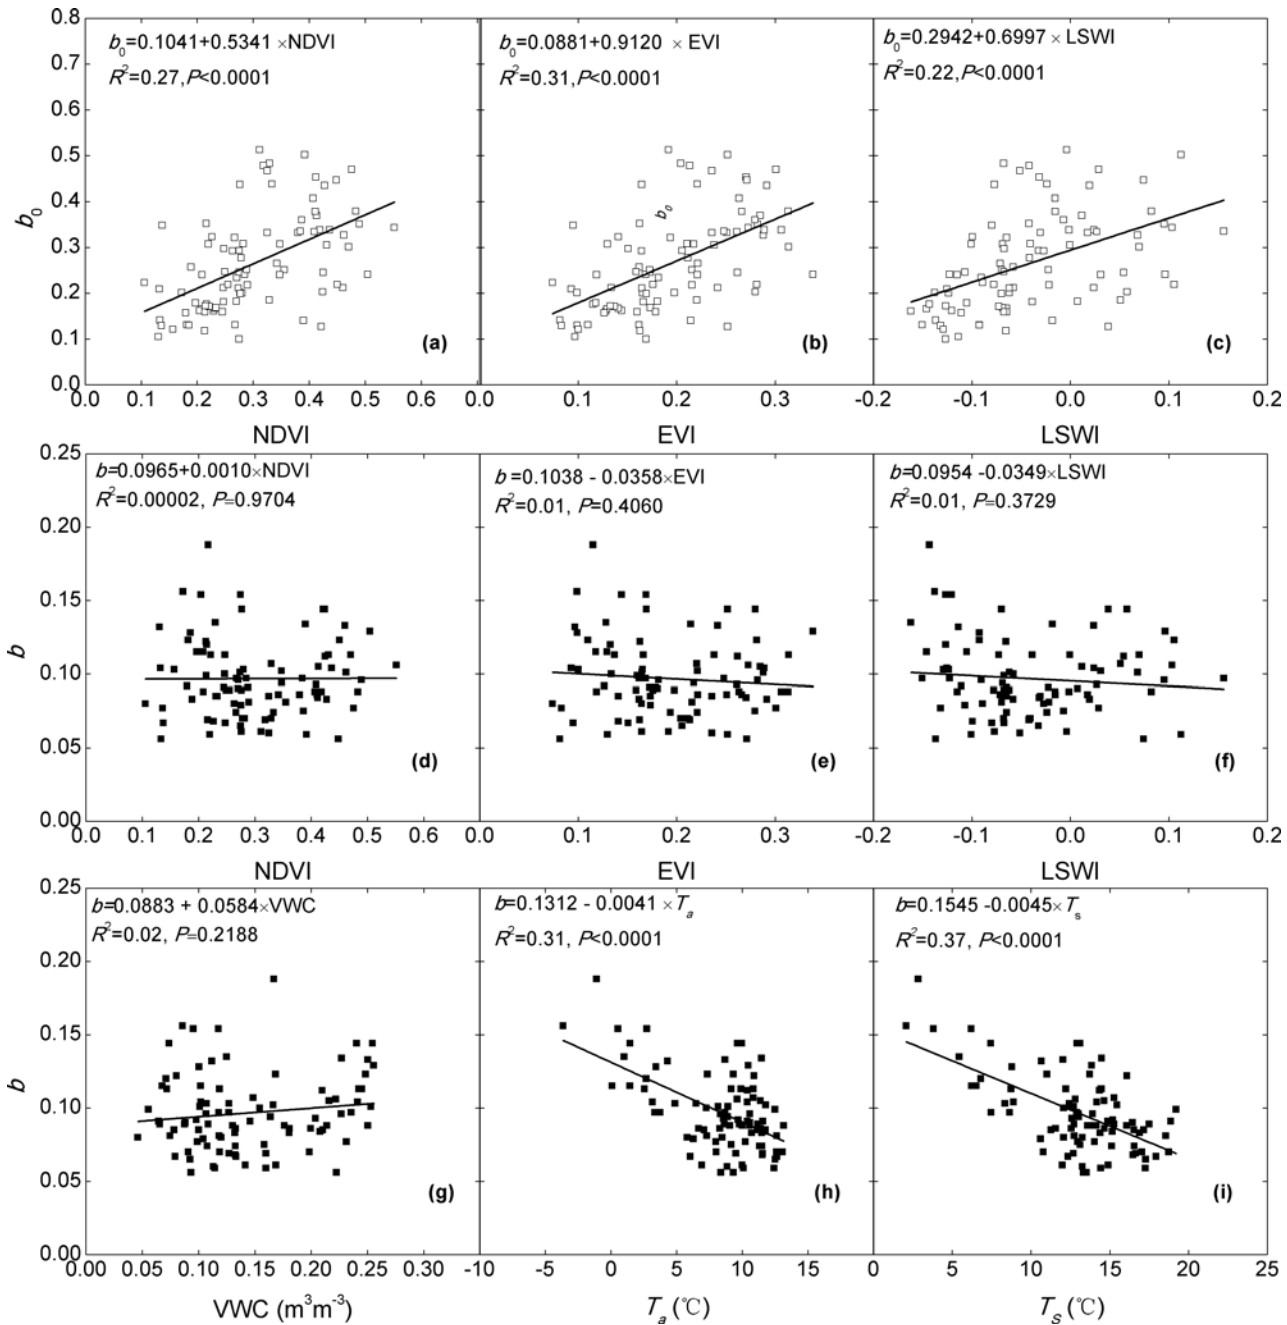 0.8
0.7
0.6
0.5
0.4
0.3
0.2
0.1
0.0
b₀
b₀=0.1041+0.5341 ×NDVI
R²=0.27,P<0.0001
(a)
0.0 0.1 0.2 0.3 0.4 0.5 0.6
NDVI
b₀=0.0881+0.9120 × EVI
R²=0.31, P<0.0001
b₀
(b)
0.0 0.1 0.2 0.3
EVI
b₀=0.2942+0.6997 × LSWI
R²=0.22,P<0.0001
(c)
-0.2 -0.1 0.0 0.1 0.2
LSWI
0.25
0.20
0.15
0.10
0.05
0.00
b
b=0.0965+0.0010×NDVI
R²=0.00002, P=0.9704
(d)
0.0 0.1 0.2 0.3 0.4 0.5 0.6
NDVI
b=0.1038 - 0.0358×EVI
R²=0.01, P=0.4060
(e)
0.0 0.1 0.2 0.3
EVI
b=0.0954 -0.0349×LSWI
R²=0.01, P=0.3729
(f)
-0.2 -0.1 0.0 0.1 0.2
LSWI
0.25
0.20
0.15
0.10
0.05
0.00
b
b=0.0883 + 0.0584×VWC
R²=0.02, P=0.2188
(g)
0.00 0.05 0.10 0.15 0.20 0.25 0.30
VWC (m³m⁻³)
b=0.1312 - 0.0041 ×Tₐ
R²=0.31, P<0.0001
(h)
-10 -5 0 5 10 15
Tₐ (℃)
b=0.1545 -0.0045×Tₛ
R²=0.37, P<0.0001
(i)
0 5 10 15 20 25
Tₛ (℃)